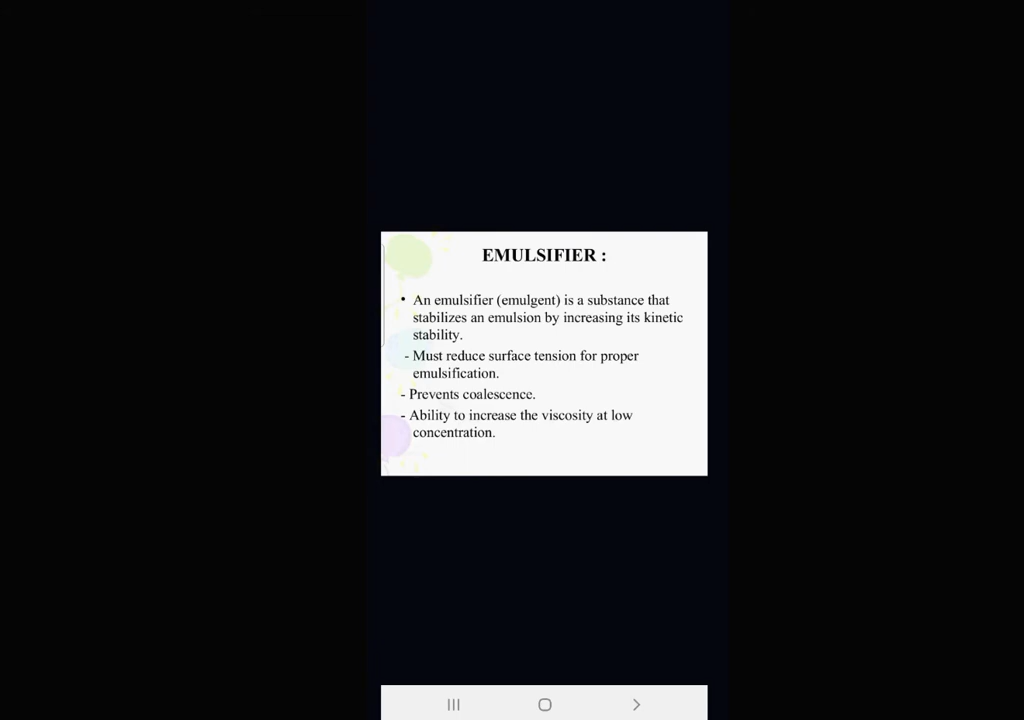 EMULSIFIER :
• An emulsifier (emulgent) is a substance that
stabilizes an emulsion by increasing its kinetic
stability.
- Must reduce surface tension for proper
emulsification.
- Prevents coalescence.
- Ability to increase the viscosity at low
concentration.